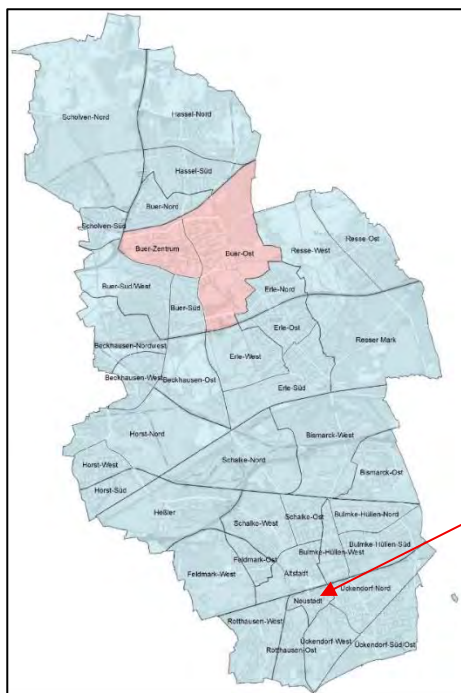 Scholven-Nord
Hassel-Nord
Hassel-Süd
Buer-Nord
Scholven-Süd
Buer-Zentrum
Buer-Ost
Resse-West
Resse-Ost
Buer-Süd/West
Buer-Süd
Erle-Nord
Erle-Ost
Resser Mark
Beckhausen-Nordwest
Erle-West
Beckhausen-West
Beckhausen-Ost
Erle-Süd
Horst-Nord
Bismarck-West
Horst-West
Schalke-Nord
Bismarck-Ost
Horst-Süd
Heßler
Schalke-West
Schalke-Ost
Bulmke-Hüllen-Nord
Bulmke-Hüllen-Süd
Bulmke-Hüllen-West
Feldmark-Ost
Feldmark-West
Altstadt
Ückendorf-Nord
Neustadt
Rotthausen-West
Ückendorf-West
Ückendorf-Süd/Ost
Rotthausen-Ost